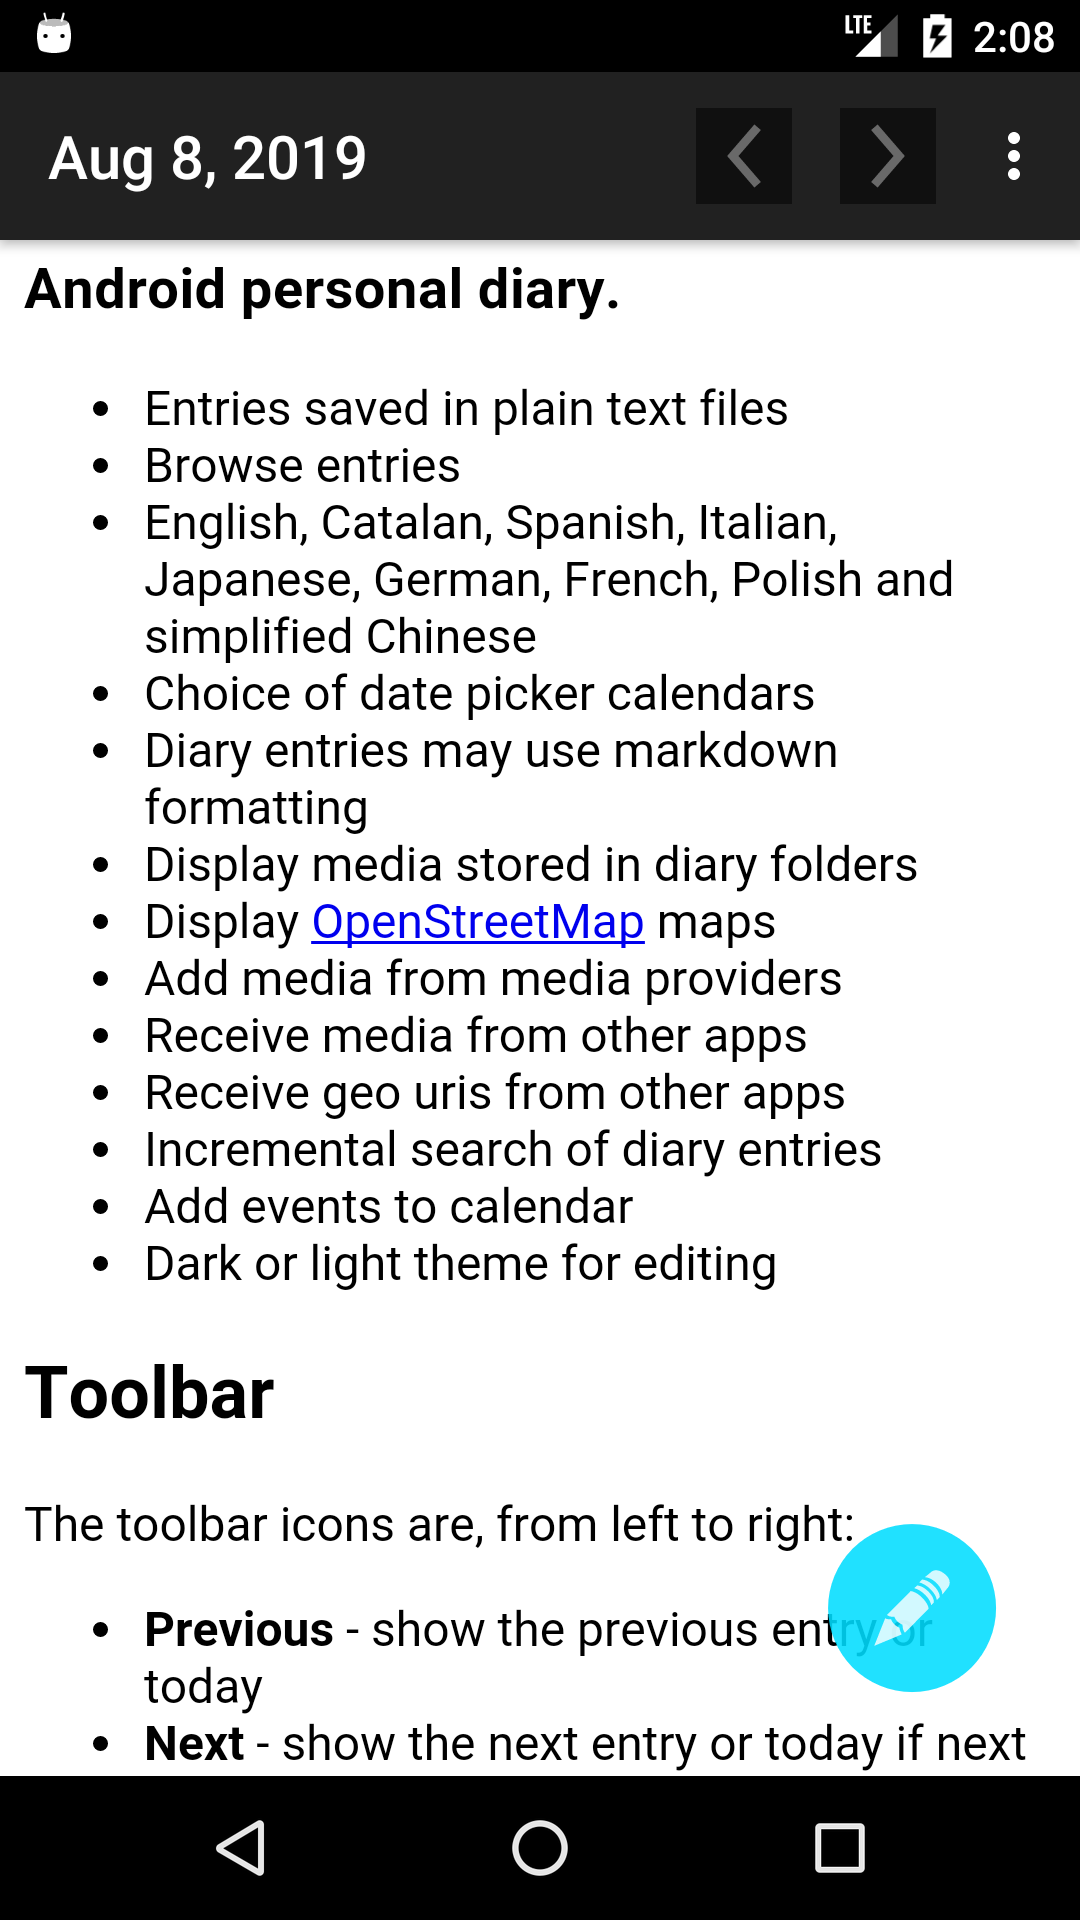 LTE 2:08
Aug 8, 2019
Android personal diary.
Entries saved in plain text files
Browse entries
English, Catalan, Spanish, Italian,
Japanese, German, French, Polish and
simplified Chinese
Choice of date picker calendars
Diary entries may use markdown
formatting
Display media stored in diary folders
Display OpenStreetMap maps
Add media from media providers
Receive media from other apps
Receive geo uris from other apps
Incremental search of diary entries
Add events to calendar
Dark or light theme for editing
Toolbar
The toolbar icons are, from left to right:
Previous - show the previous entry or
today
Next - show the next entry or today if next